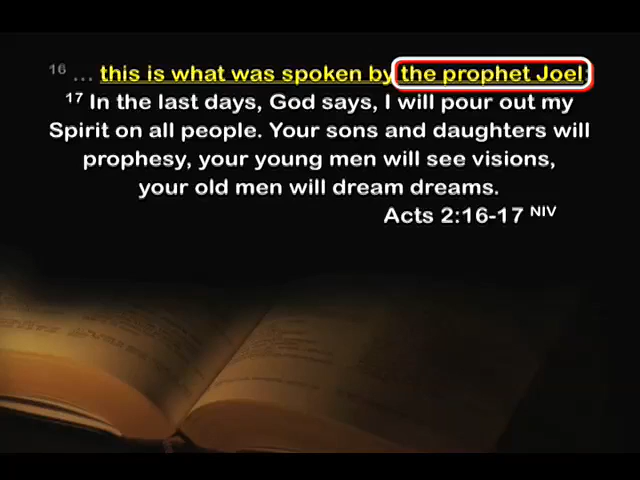 16 ... this is what was spoken by the prophet Joel:
17 In the last days, God says, I will pour out my
Spirit on all people. Your sons and daughters will
prophesy, your young men will see visions,
your old men will dream dreams.
Acts 2:16-17 NIV